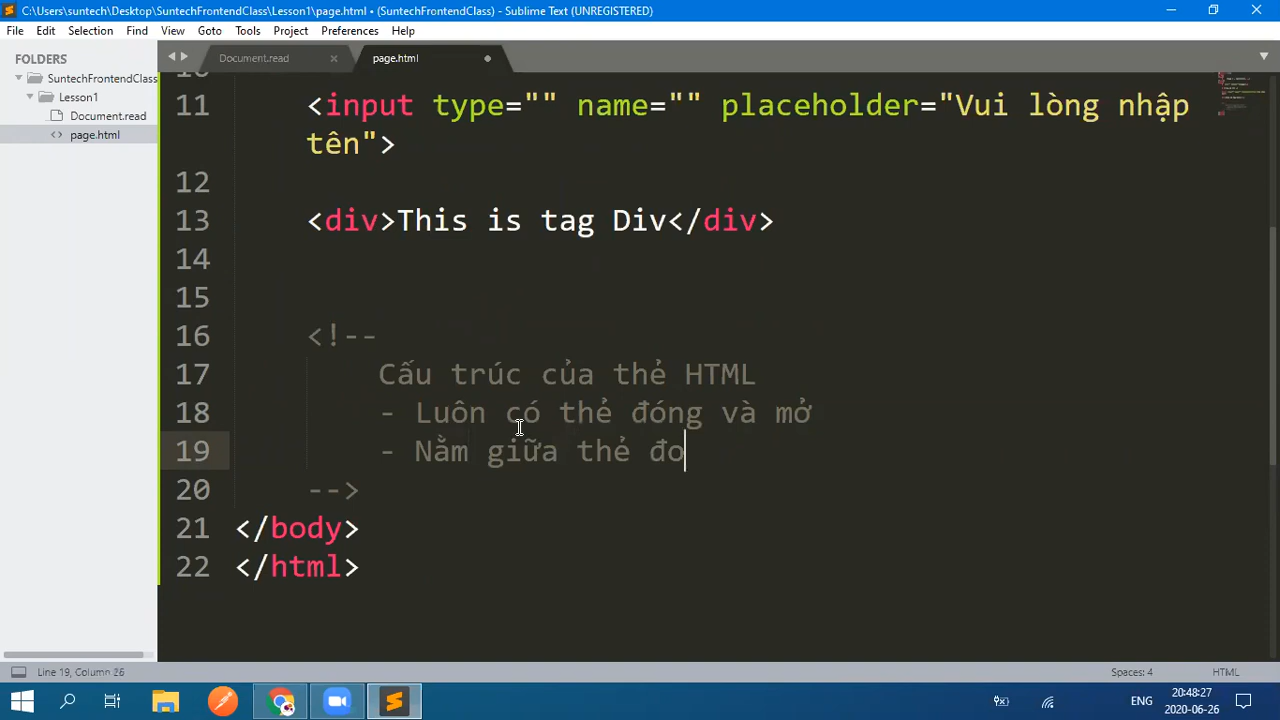 C:\Users\suntech\Desktop\SuntechFrontendClass\Lesson1\page.html • (SuntechFrontendClass) - Sublime Text (UNREGISTERED)
File Edit Selection Find View Goto Tools Project Preferences Help
FOLDERS
SuntechFrontendClass
Lesson1
Document.read
<> page.html
Document.read × page.html
10
11 <input type="" name="" placeholder="Vui lòng nhập
tên">
12
13 <div>This is tag Div</div>
14
15
16 <!--
17 Cấu trúc của thẻ HTML
18 - Luôn có thẻ đóng và mở
19 - Nằm giữa thẻ đo
20 -->
21 </body>
22 </html>
Line 19, Column 26 Spaces: 4 HTML
ENG 20:48:27
2020-06-26